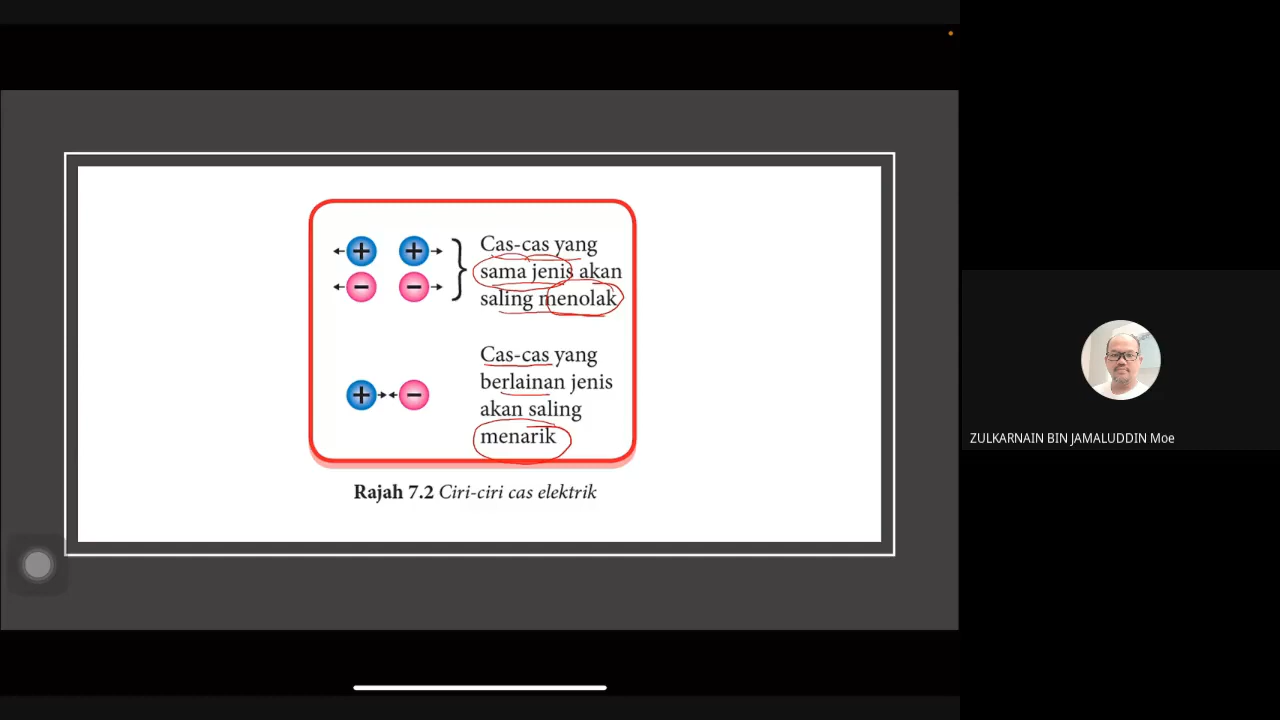 Cas-cas yang
sama jenis akan
saling menolak
Cas-cas yang
berlainan jenis
akan saling
menarik
Rajah 7.2 Ciri-ciri cas elektrik
ZULKARNAIN BIN JAMALUDDIN Moe